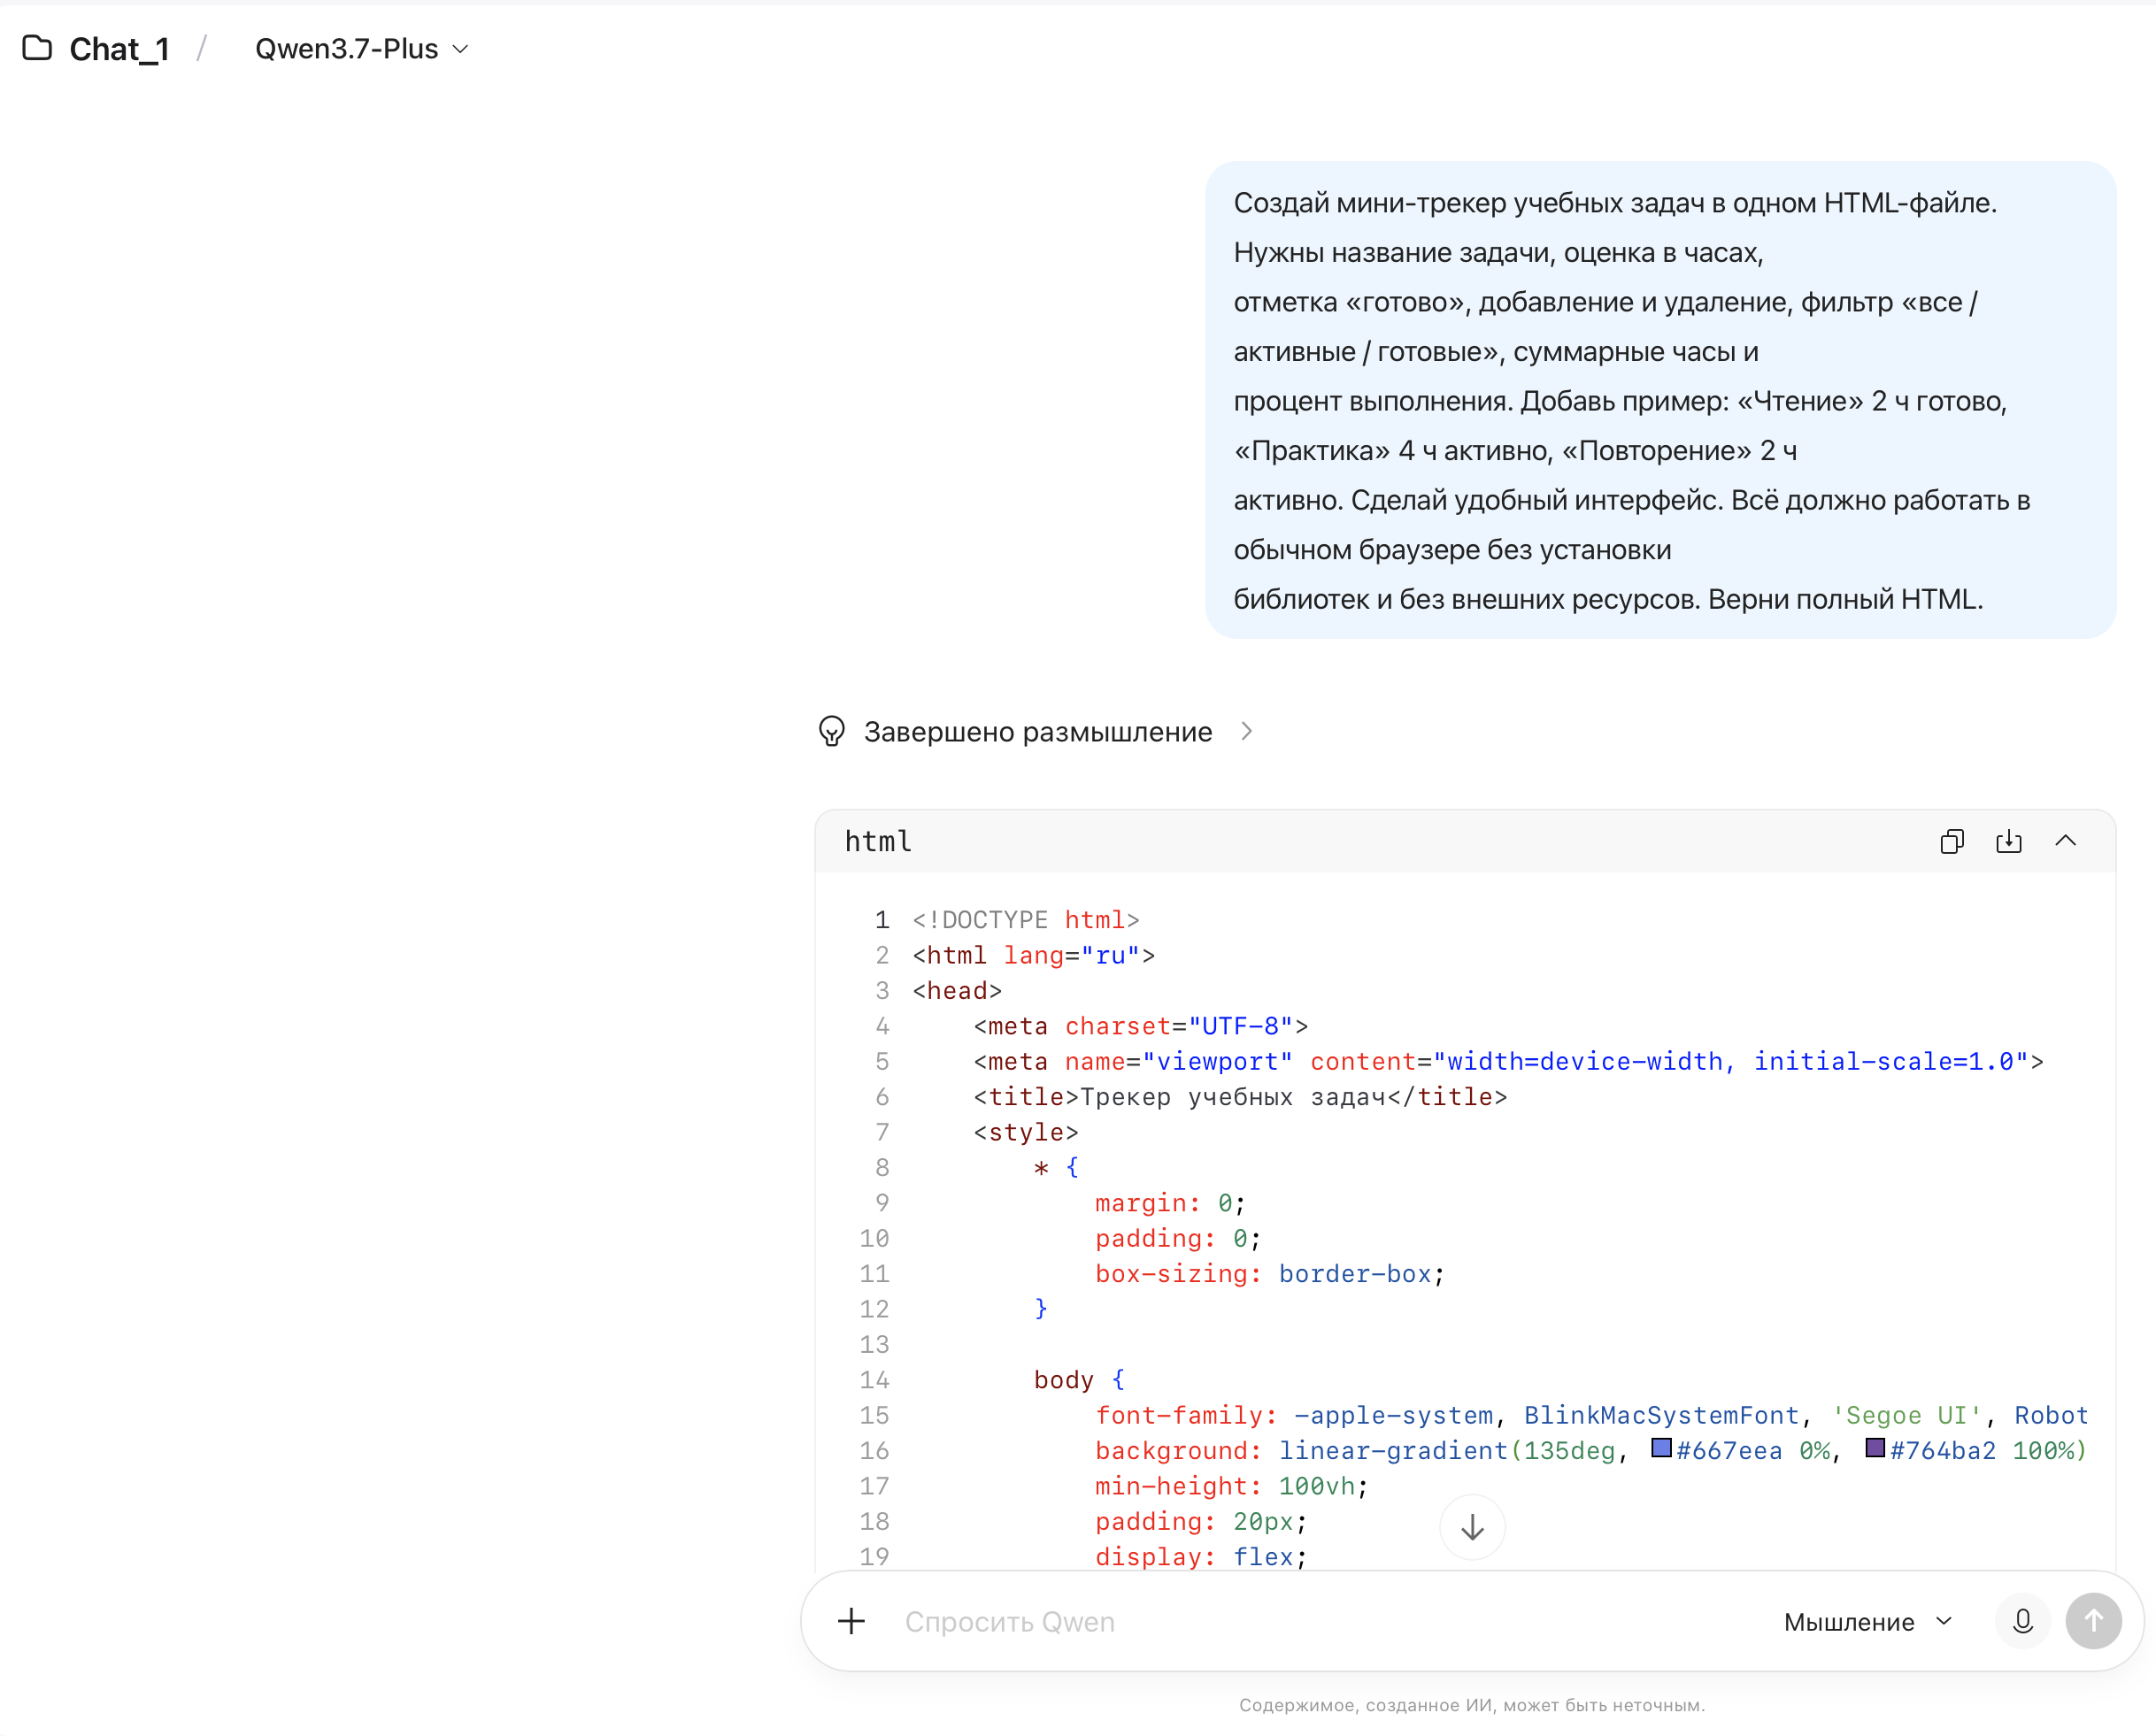 Chat_1 / Qwen3.7-Plus
Создай мини-трекер учебных задач в одном HTML-файле.
Нужны название задачи, оценка в часах,
отметка «готово», добавление и удаление, фильтр «все /
активные / готовые», суммарные часы и
процент выполнения. Добавь пример: «Чтение» 2 ч готово,
«Практика» 4 ч активно, «Повторение» 2 ч
активно. Сделай удобный интерфейс. Всё должно работать в
обычном браузере без установки
библиотек и без внешних ресурсов. Верни полный HTML.
Завершено размышление
html
1 <!DOCTYPE html>
2 <html lang="ru">
3 <head>
4     <meta charset="UTF-8">
5     <meta name="viewport" content="width=device-width, initial-scale=1.0">
6     <title>Трекер учебных задач</title>
7     <style>
8         * {
9             margin: 0;
10             padding: 0;
11             box-sizing: border-box;
12         }
13
14         body {
15             font-family: -apple-system, BlinkMacSystemFont, 'Segoe UI', Robot
16             background: linear-gradient(135deg, #667eea 0%, #764ba2 100%)
17             min-height: 100vh;
18             padding: 20px;
19             display: flex;
Спросить Qwen
Мышление
Содержимое, созданное ИИ, может быть неточным.